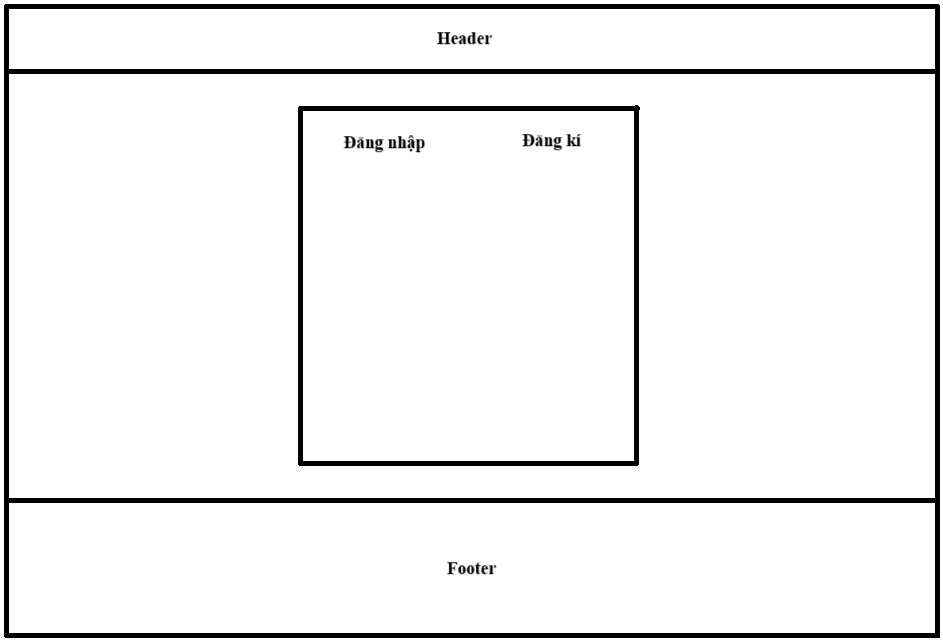 Header
Đăng nhập Đăng kí
Footer